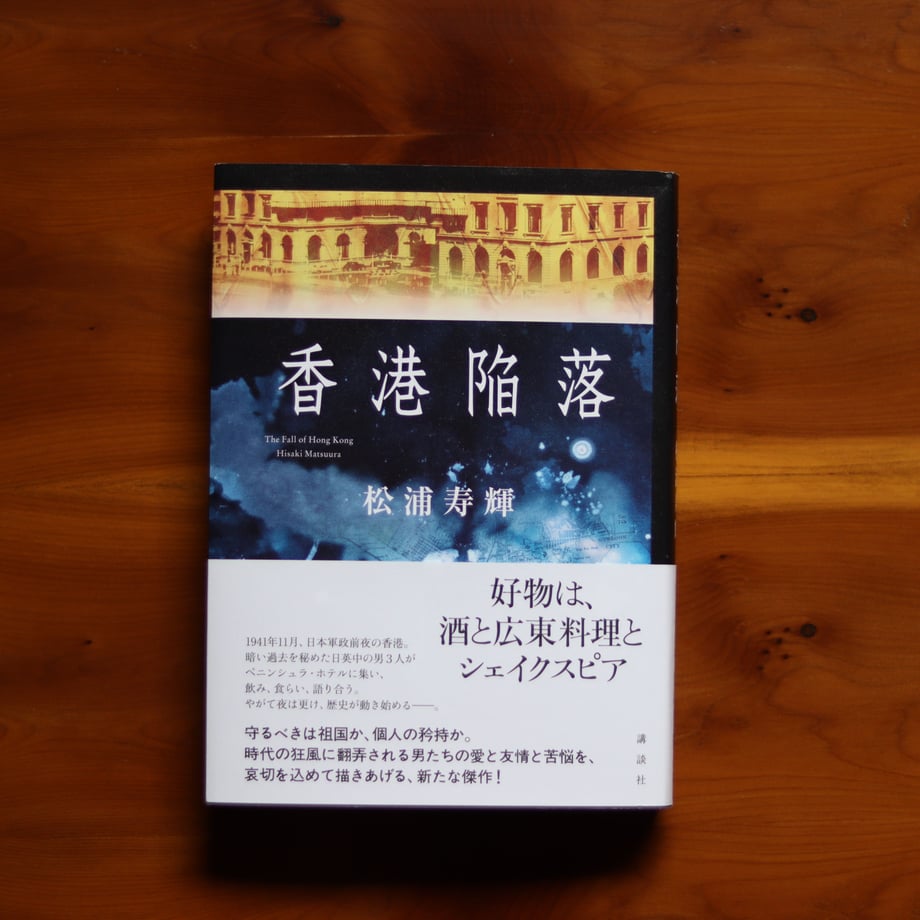 香港陥落
The Fall of Hong Kong
Hisaki Matsuura
松浦寿輝
好物は、
酒と広東料理と
シェイクスピア
1941年11月、日本軍政前夜の香港。
暗い過去を秘めた日英中の男3人が
ペニンシュラ・ホテルに集い、
飲み、食らい、語り合う。
やがて夜は更け、歴史が動き始める――。
守るべきは祖国か、個人の矜持か。
時代の狂風に翻弄される男たちの愛と友情と苦悩を、
哀切を込めて描きあげる、新たな傑作！
講談社